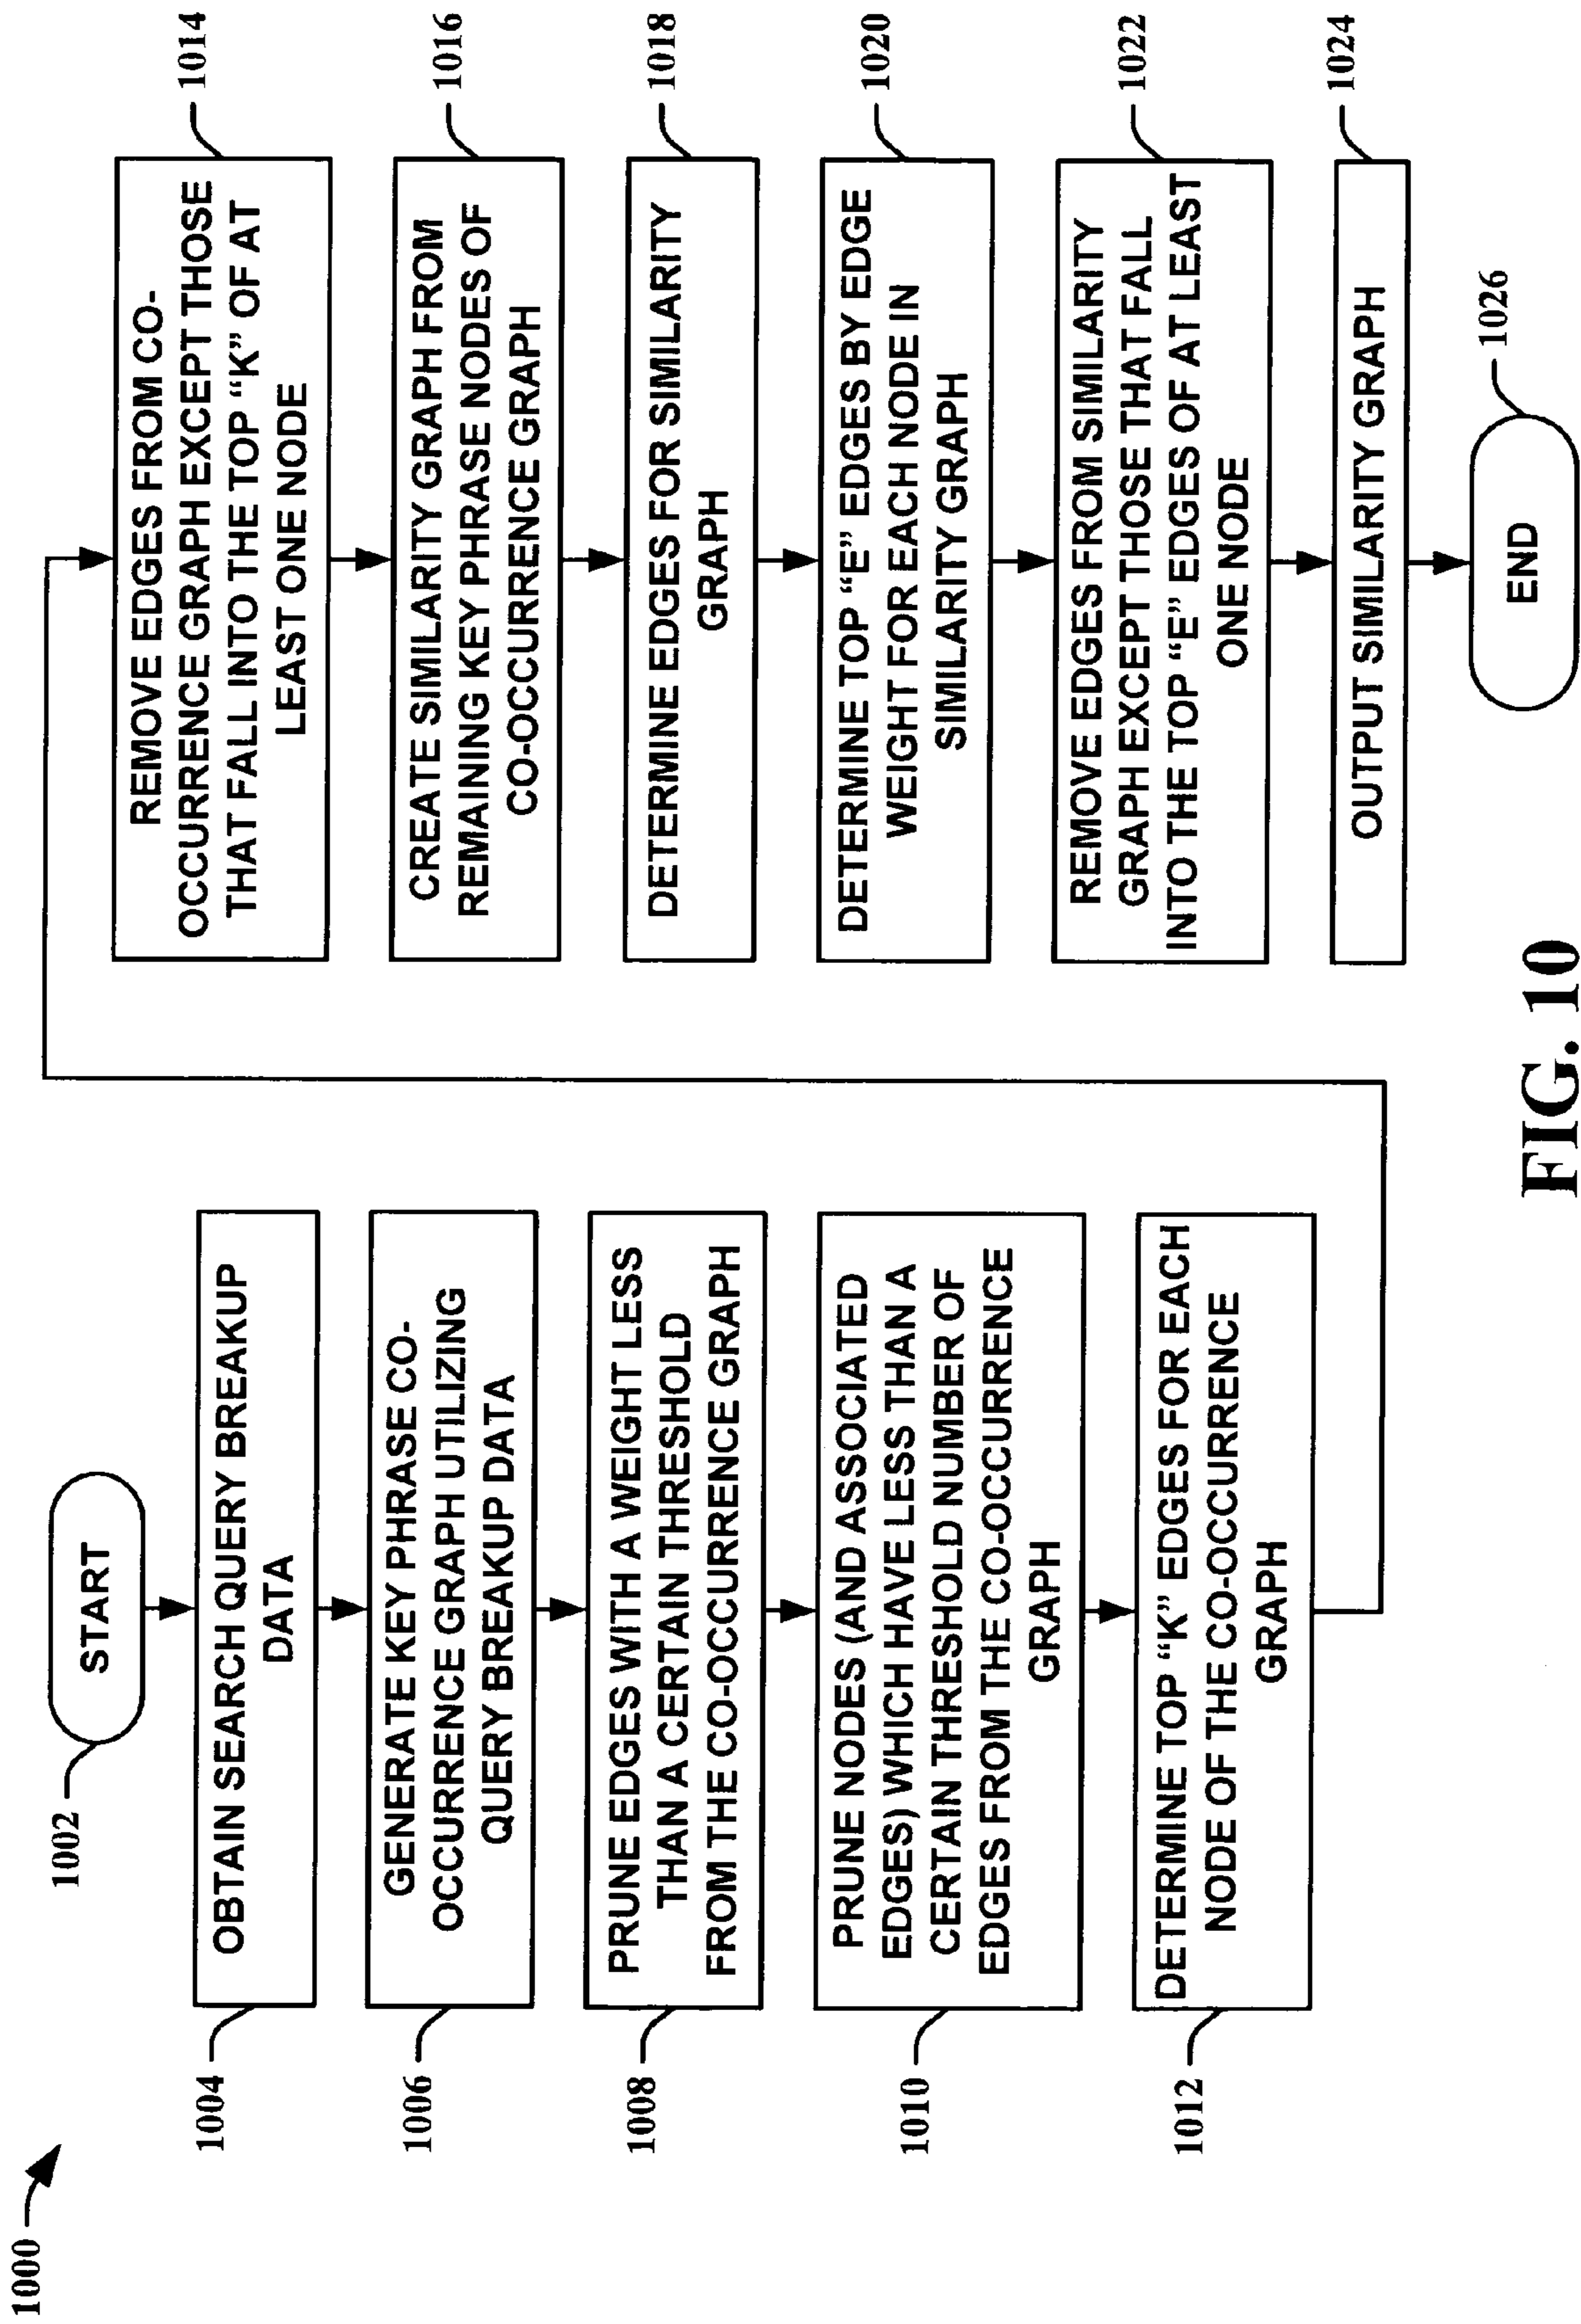 1000
START
1002
OBTAIN SEARCH QUERY BREAKUP
DATA
1004
GENERATE KEY PHRASE CO-
OCCURRENCE GRAPH UTILIZING
QUERY BREAKUP DATA
1006
PRUNE EDGES WITH A WEIGHT LESS
THAN A CERTAIN THRESHOLD
FROM THE CO-OCCURRENCE GRAPH
1008
PRUNE NODES (AND ASSOCIATED
EDGES) WHICH HAVE LESS THAN A
CERTAIN THRESHOLD NUMBER OF
EDGES FROM THE CO-OCCURRENCE
GRAPH
1010
DETERMINE TOP “K” EDGES FOR EACH
NODE OF THE CO-OCCURRENCE
GRAPH
1012
REMOVE EDGES FROM CO-
OCCURRENCE GRAPH EXCEPT THOSE
THAT FALL INTO THE TOP “K” OF AT
LEAST ONE NODE
1014
CREATE SIMILARITY GRAPH FROM
REMAINING KEY PHRASE NODES OF
CO-OCCURRENCE GRAPH
1016
DETERMINE EDGES FOR SIMILARITY
GRAPH
1018
DETERMINE TOP “E” EDGES BY EDGE
WEIGHT FOR EACH NODE IN
SIMILARITY GRAPH
1020
REMOVE EDGES FROM SIMILARITY
GRAPH EXCEPT THOSE THAT FALL
INTO THE TOP “E” EDGES OF AT LEAST
ONE NODE
1022
OUTPUT SIMILARITY GRAPH
1024
END
1026
FIG. 10